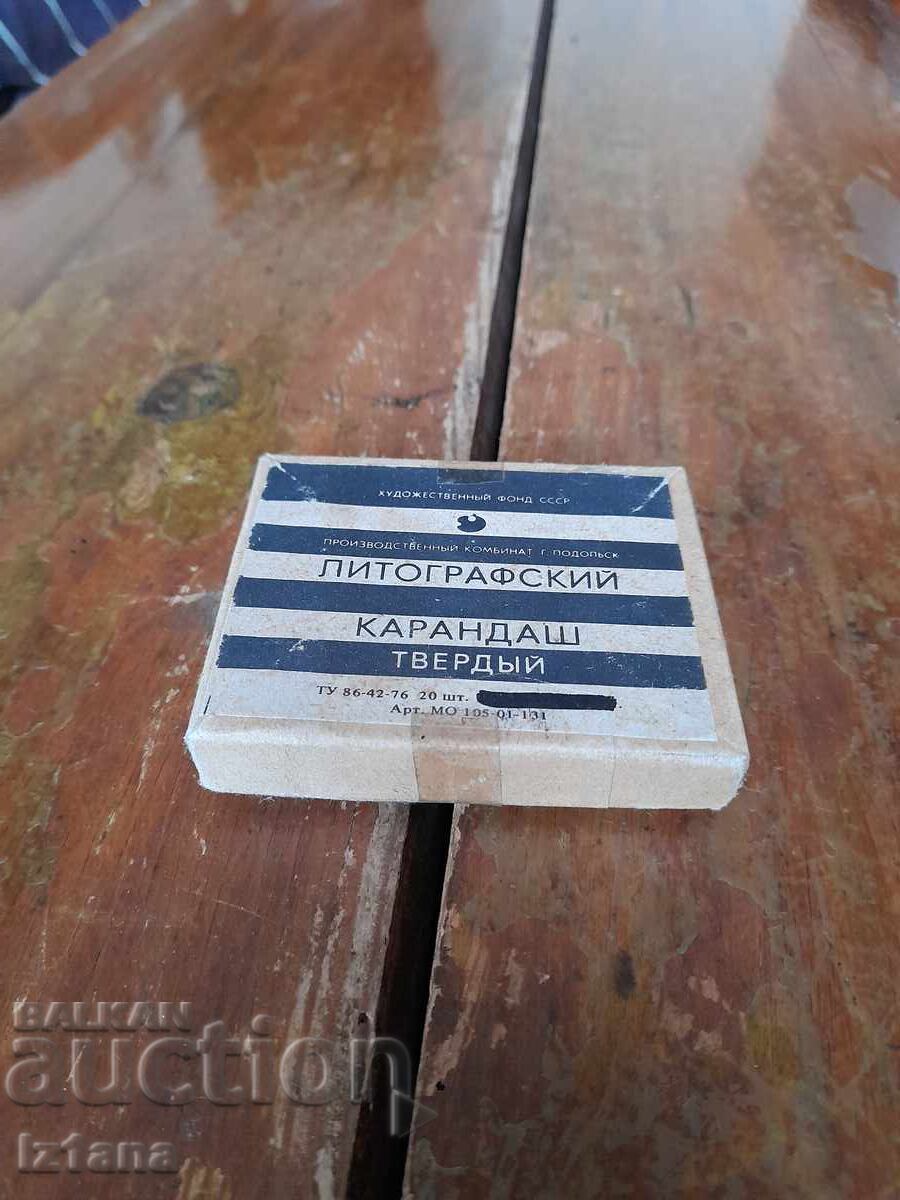 ХУДОЖЕСТВЕННЫЙ ФОНД СССР
ПРОИЗВОДСТВЕННЫЙ КОМБИНАТ Г. ПОДОЛЬСК
ЛИТОГРАФСКИЙ
КАРАНДАШ
ТВЕРДЫЙ
ТУ 86-42-76 20 шт.
Арт. МО 105-01-131
BALKAN
auction
Iztana